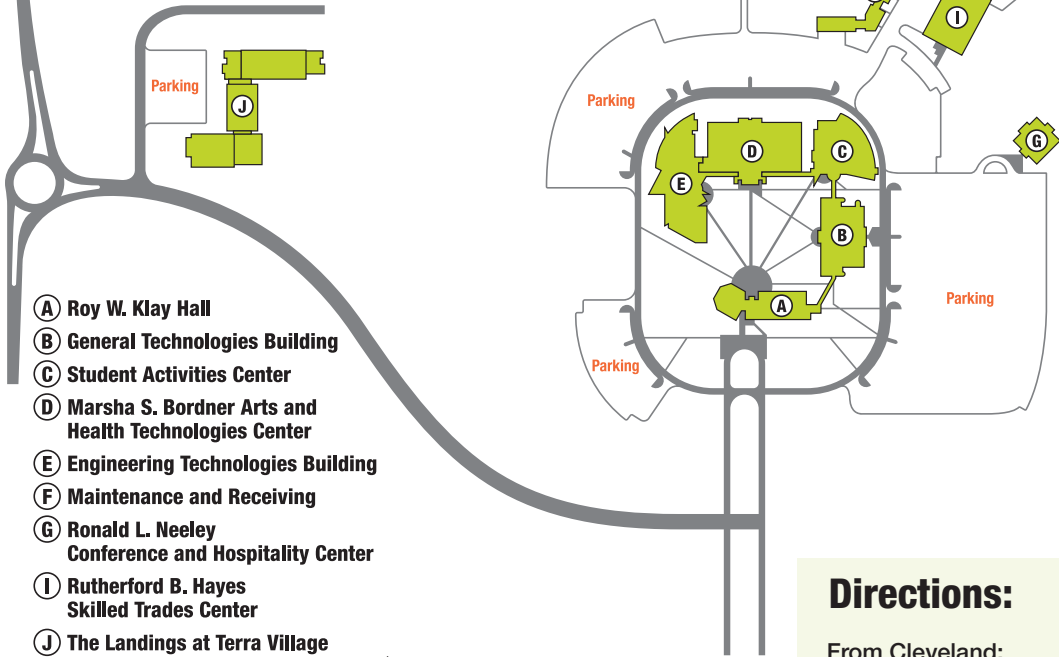 I
Parking
J
Parking
D
C
G
E
B
A
Parking
Parking
A Roy W. Klay Hall
B General Technologies Building
C Student Activities Center
D Marsha S. Bordner Arts and
Health Technologies Center
E Engineering Technologies Building
F Maintenance and Receiving
G Ronald L. Neeley
Conference and Hospitality Center
I Rutherford B. Hayes
Skilled Trades Center
J The Landings at Terra Village
Directions:
From Cleveland: